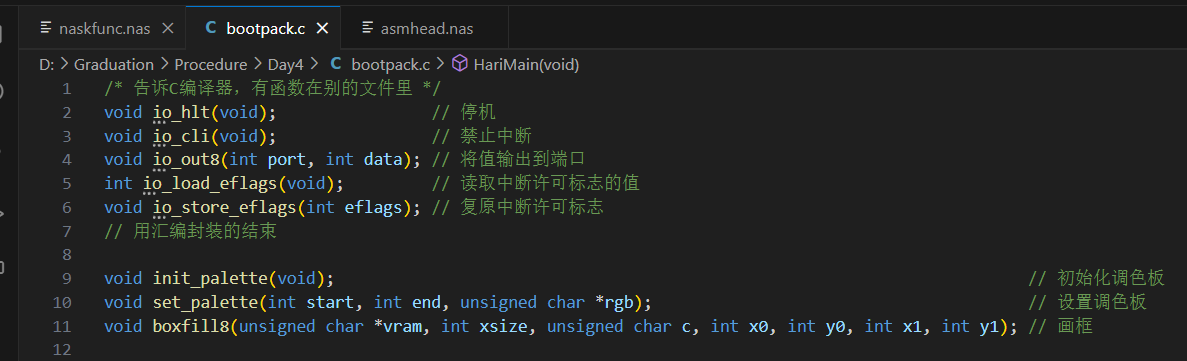 naskfunc.nas bootpack.c asmhead.nas
D: > Graduation > Procedure > Day4 > C bootpack.c > HariMain(void)
1 /* 告诉C编译器，有函数在别的文件里 */
2 void io_hlt(void); // 停机
3 void io_cli(void); // 禁止中断
4 void io_out8(int port, int data); // 将值输出到端口
5 int io_load_eflags(void); // 读取中断许可标志的值
6 void io_store_eflags(int eflags); // 复原中断许可标志
7 // 用汇编封装的结束
8
9 void init_palette(void); // 初始化调色板
10 void set_palette(int start, int end, unsigned char *rgb); // 设置调色板
11 void boxfill8(unsigned char *vram, int xsize, unsigned char c, int x0, int y0, int x1, int y1); // 画框
12